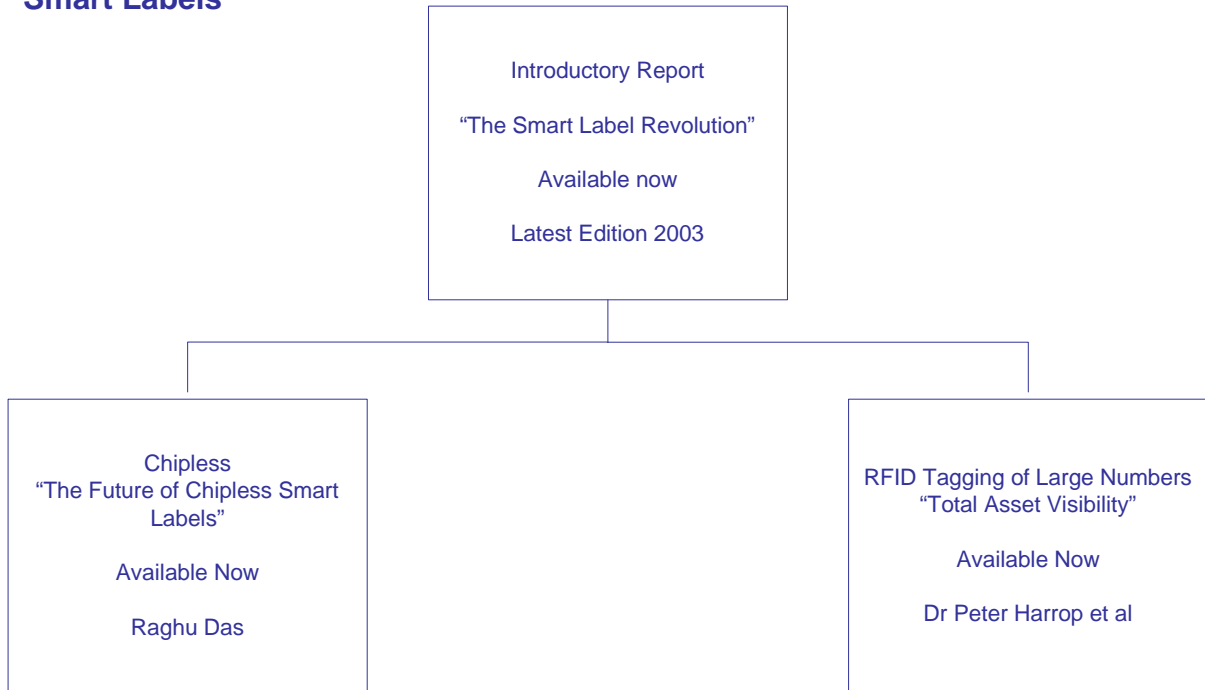 Smart Labels
Introductory Report
“The Smart Label Revolution”
Available now
Latest Edition 2003
Chipless
“The Future of Chipless Smart
Labels”
Available Now
Raghu Das
RFID Tagging of Large Numbers
“Total Asset Visibility”
Available Now
Dr Peter Harrop et al